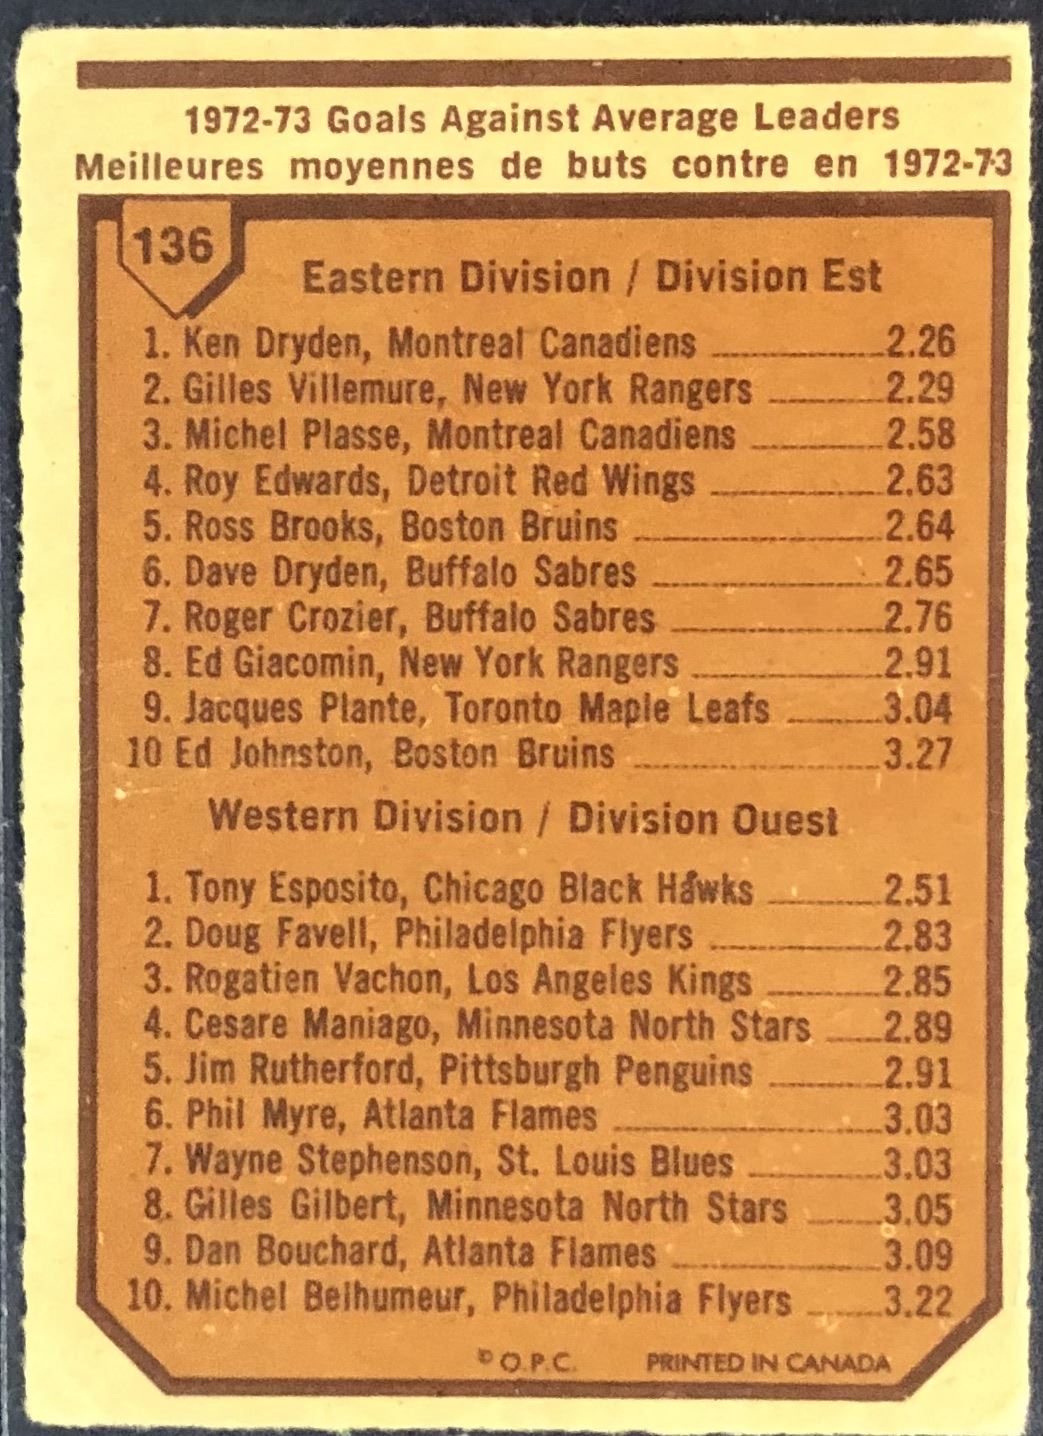 1972-73 Goals Against Average Leaders
Meilleures moyennes de buts contre en 1972-73
136
Eastern Division / Division Est
1. Ken Dryden, Montreal Canadiens 2.26
2. Gilles Villemure, New York Rangers 2.29
3. Michel Plasse, Montreal Canadiens 2.58
4. Roy Edwards, Detroit Red Wings 2.63
5. Ross Brooks, Boston Bruins 2.64
6. Dave Dryden, Buffalo Sabres 2.65
7. Roger Crozier, Buffalo Sabres 2.76
8. Ed Giacomin, New York Rangers 2.91
9. Jacques Plante, Toronto Maple Leafs 3.04
10 Ed Johnston, Boston Bruins 3.27
Western Division / Division Ouest
1. Tony Esposito, Chicago Black Hawks 2.51
2. Doug Favell, Philadelphia Flyers 2.83
3. Rogatien Vachon, Los Angeles Kings 2.85
4. Cesare Maniago, Minnesota North Stars 2.89
5. Jim Rutherford, Pittsburgh Penguins 2.91
6. Phil Myre, Atlanta Flames 3.03
7. Wayne Stephenson, St. Louis Blues 3.03
8. Gilles Gilbert, Minnesota North Stars 3.05
9. Dan Bouchard, Atlanta Flames 3.09
10. Michel Belhumeur, Philadelphia Flyers 3.22
© O.P.C. PRINTED IN CANADA